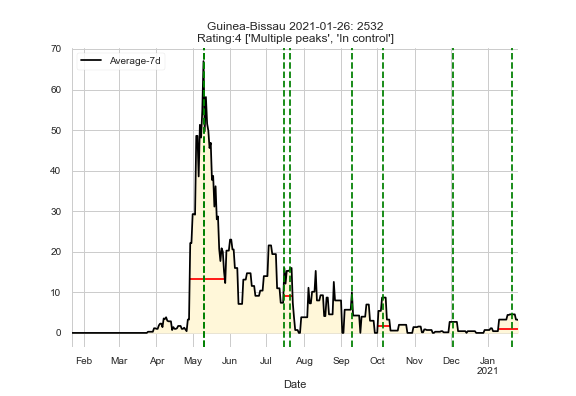 Guinea-Bissau 2021-01-26: 2532
Rating:4 ['Multiple peaks', 'In control']
Average-7d
70
60
50
40
30
20
10
0
Feb Mar Apr May Jun Jul Aug Sep Oct Nov Dec Jan
2021
Date